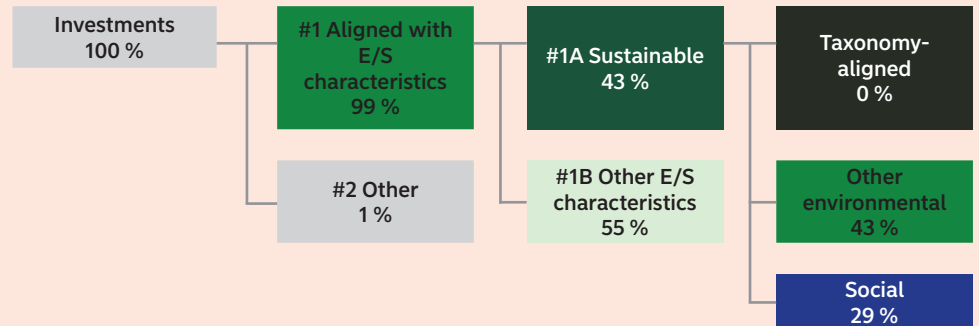 Investments
100 %
#1 Aligned with
E/S
characteristics
99 %
#1A Sustainable
43 %
Taxonomy-
aligned
0 %
#2 Other
1 %
#1B Other E/S
characteristics
55 %
Other
environmental
43 %
Social
29 %